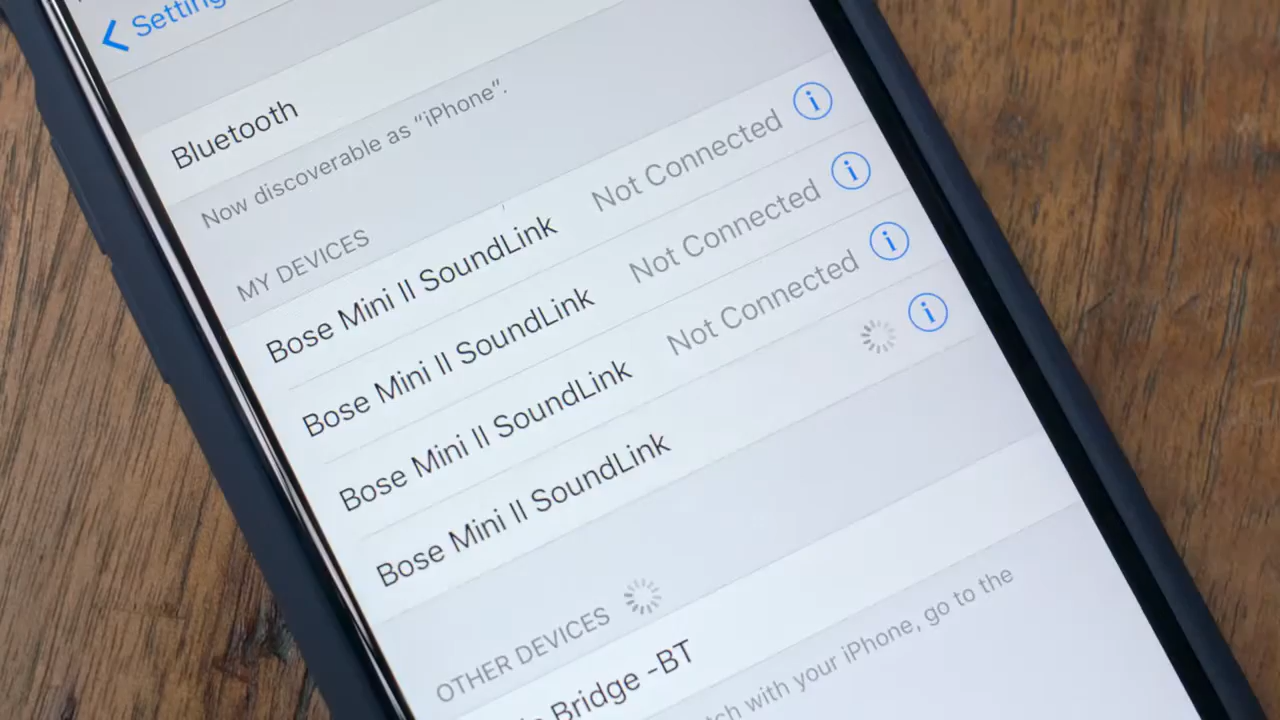 Setting
Bluetooth
Now discoverable as "iPhone".
MY DEVICES
Bose Mini II SoundLink Not Connected i
Bose Mini II SoundLink Not Connected i
Bose Mini II SoundLink Not Connected i
Bose Mini II SoundLink i
OTHER DEVICES
Bridge -BT
with your iPhone, go to the